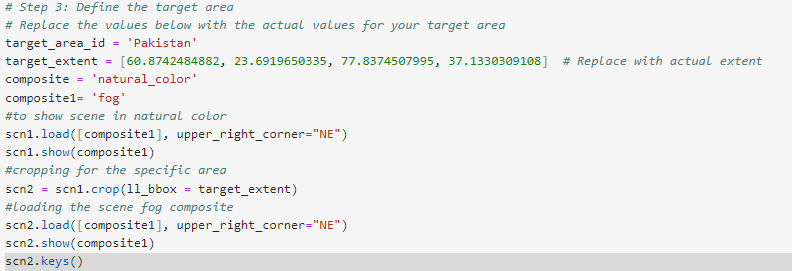 # Step 3: Define the target area
# Replace the values below with the actual values for your target area
target_area_id = 'Pakistan'
target_extent = [60.8742484882, 23.6919650335, 77.8374507995, 37.1330309108]  # Replace with actual extent
composite = 'natural_color'
composite1= 'fog'
#to show scene in natural color
scn1.load([composite1], upper_right_corner="NE")
scn1.show(composite1)
#cropping for the specific area
scn2 = scn1.crop(ll_bbox = target_extent)
#loading the scene fog composite
scn2.load([composite1], upper_right_corner="NE")
scn2.show(composite1)
scn2.keys()